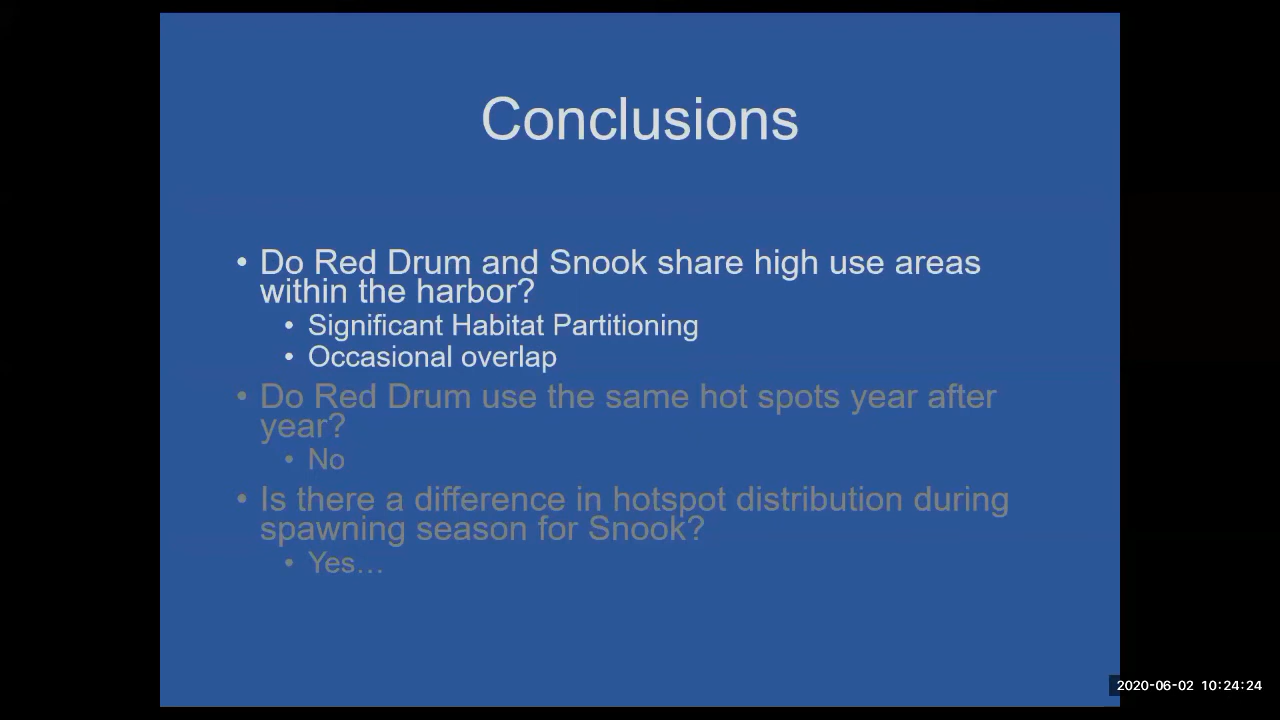 Conclusions
• Do Red Drum and Snook share high use areas
within the harbor?
• Significant Habitat Partitioning
• Occasional overlap
• Do Red Drum use the same hot spots year after
year?
• No
• Is there a difference in hotspot distribution during
spawning season for Snook?
• Yes...
2020-06-02 10:24:24